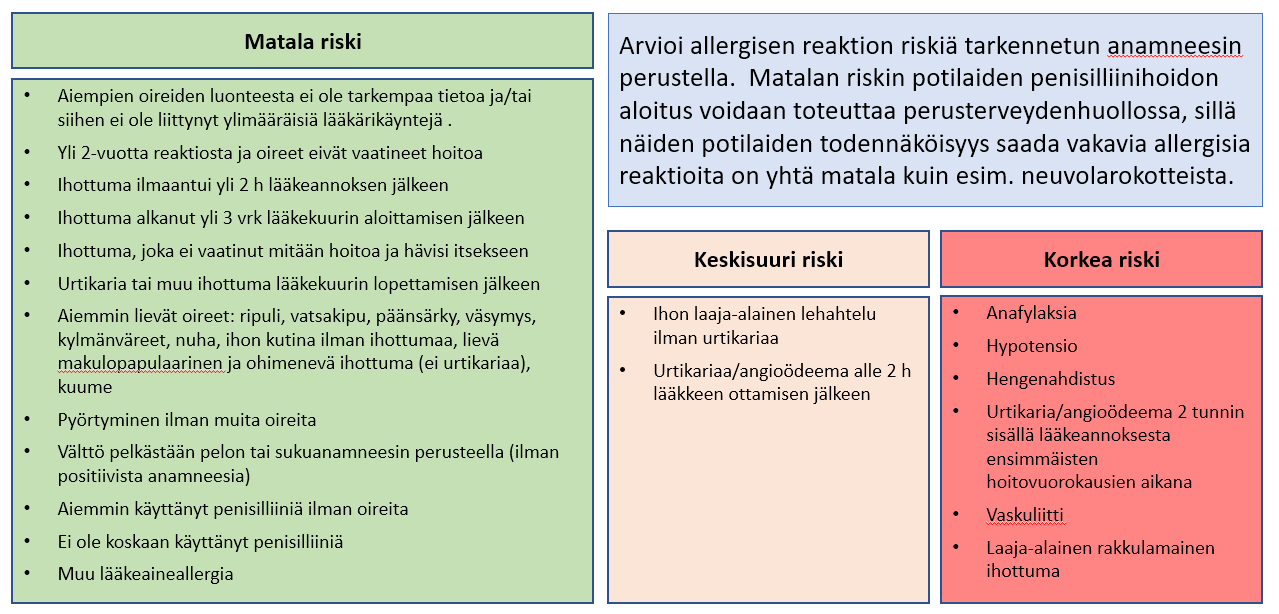 Matala riski
• Aiempien oireiden luonteesta ei ole tarkempaa tietoa ja/tai
siihen ei ole liittynyt ylimääräisiä lääkärikäyntejä .
• Yli 2-vuotta reaktiosta ja oireet eivät vaatineet hoitoa
• Ihottuma ilmaantui yli 2 h lääkeannoksen jälkeen
• Ihottuma alkanut yli 3 vrk lääkekuurin aloittamisen jälkeen
• Ihottuma, joka ei vaatinut mitään hoitoa ja hävisi itsekseen
• Urtikaria tai muu ihottuma lääkekuurin lopettamisen jälkeen
• Aiemmin lievät oireet: ripuli, vatsakipu, päänsärky, väsymys,
kylmänväreet, nuha, ihon kutina ilman ihottumaa, lievä
makulopapulaarinen ja ohimenevä ihottuma (ei urtikariaa),
kuume
• Pyörtyminen ilman muita oireita
• Välttö pelkästään pelon tai sukuanamneesin perusteella (ilman
positiivista anamneesia)
• Aiemmin käyttänyt penisilliiniä ilman oireita
• Ei ole koskaan käyttänyt penisilliiniä
• Muu lääkeaineallergia
Arvioi allergisen reaktion riskiä tarkennetun anamneesin
perustella. Matalan riskin potilaiden penisilliinihoidon
aloitus voidaan toteuttaa perusterveydenhuollossa, sillä
näiden potilaiden todennäköisyys saada vakavia allergisia
reaktioita on yhtä matala kuin esim. neuvolarokotteista.
Keskisuuri riski
• Ihon laaja-alainen lehahtelu
ilman urtikariaa
• Urtikariaa/angioödeema alle 2 h
lääkkeen ottamisen jälkeen
Korkea riski
• Anafylaksia
• Hypotensio
• Hengenahdistus
• Urtikaria/angioödeema 2 tunnin
sisällä lääkeannoksesta
ensimmäisten
hoitovuorokausien aikana
• Vaskuliitti
• Laaja-alainen rakkulamainen
ihottuma